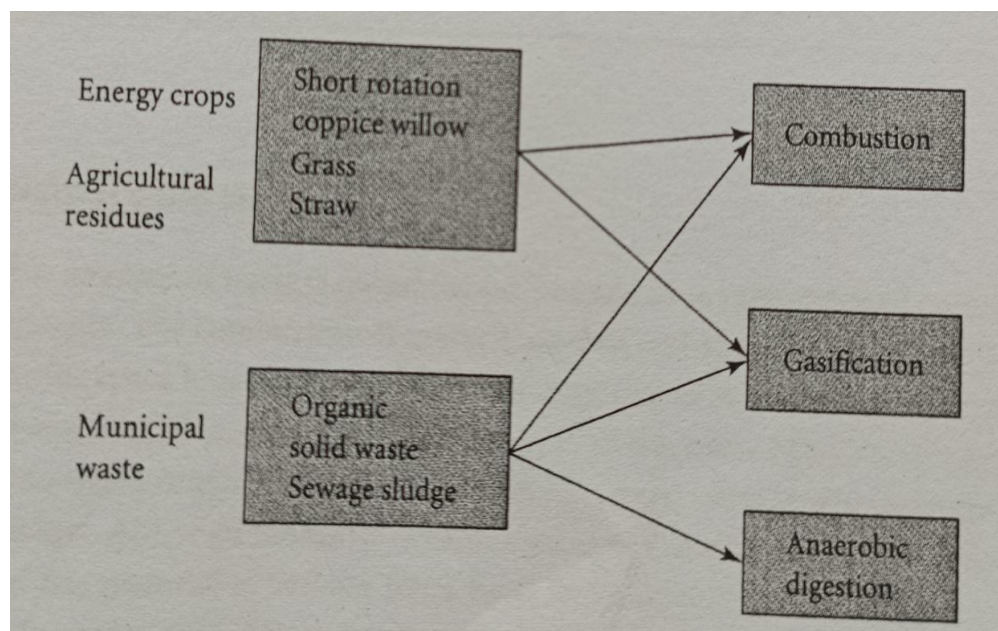 Energy crops
Agricultural
residues
Short rotation
coppice willow
Grass
Straw
Combustion
Gasification
Municipal
waste
Organic
solid waste
Sewage sludge
Anaerobic
digestion